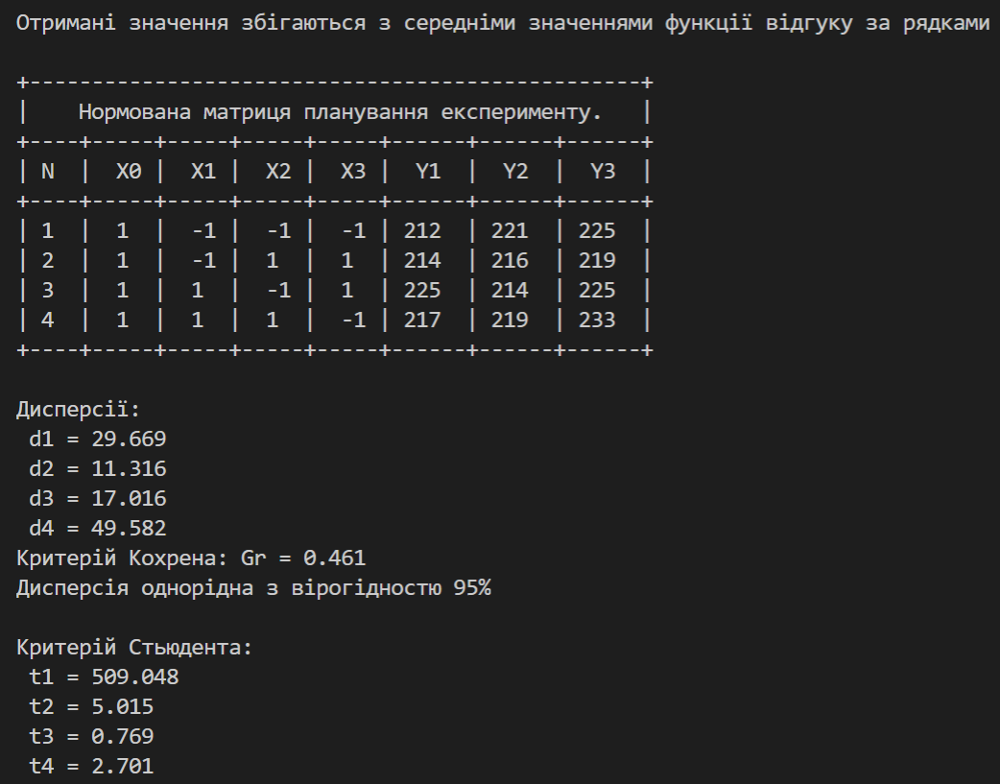 Отримані значення збігаються з середніми значеннями функції відгуку за рядками
+-------------------------------------------------+
|    Нормована матриця планування експерименту.   |
+----+-----+-----+-----+-----+------+------+------+
| N  |  X0 |  X1 |  X2 |  X3 |  Y1  |  Y2  |  Y3  |
+----+-----+-----+-----+-----+------+------+------+
| 1  |  1  |  -1 |  -1 |  -1 | 212  | 221  | 225  |
| 2  |  1  |  -1 |  1  |  1  | 214  | 216  | 219  |
| 3  |  1  |  1  |  -1 |  1  | 225  | 214  | 225  |
| 4  |  1  |  1  |  1  |  -1 | 217  | 219  | 233  |
+----+-----+-----+-----+-----+------+------+------+
Дисперсії:
d1 = 29.669
d2 = 11.316
d3 = 17.016
d4 = 49.582
Критерій Кохрена: Gr = 0.461
Дисперсія однорідна з вірогідностю 95%
Критерій Стьюдента:
t1 = 509.048
t2 = 5.015
t3 = 0.769
t4 = 2.701